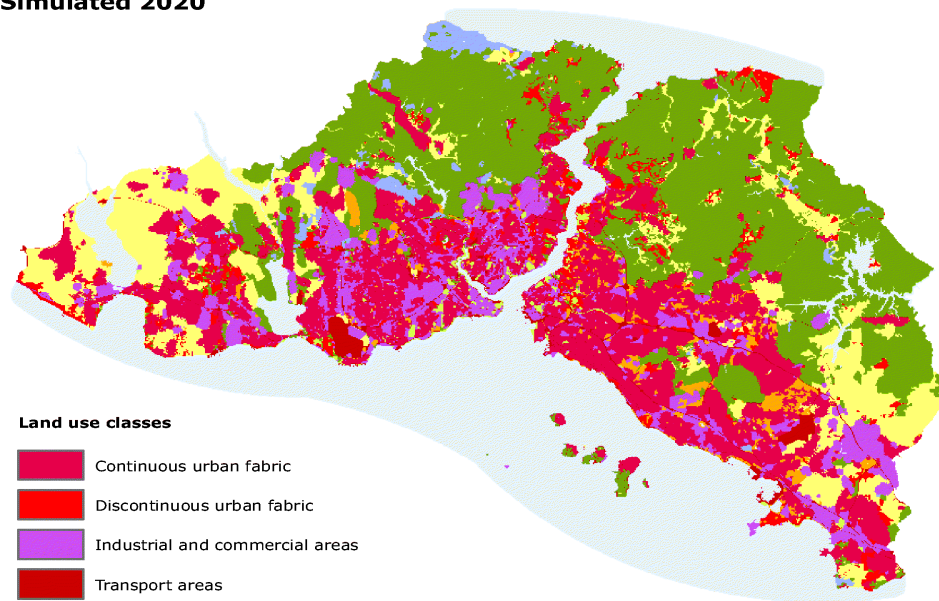 Simulated 2020
Land use classes
Continuous urban fabric
Discontinuous urban fabric
Industrial and commercial areas
Transport areas